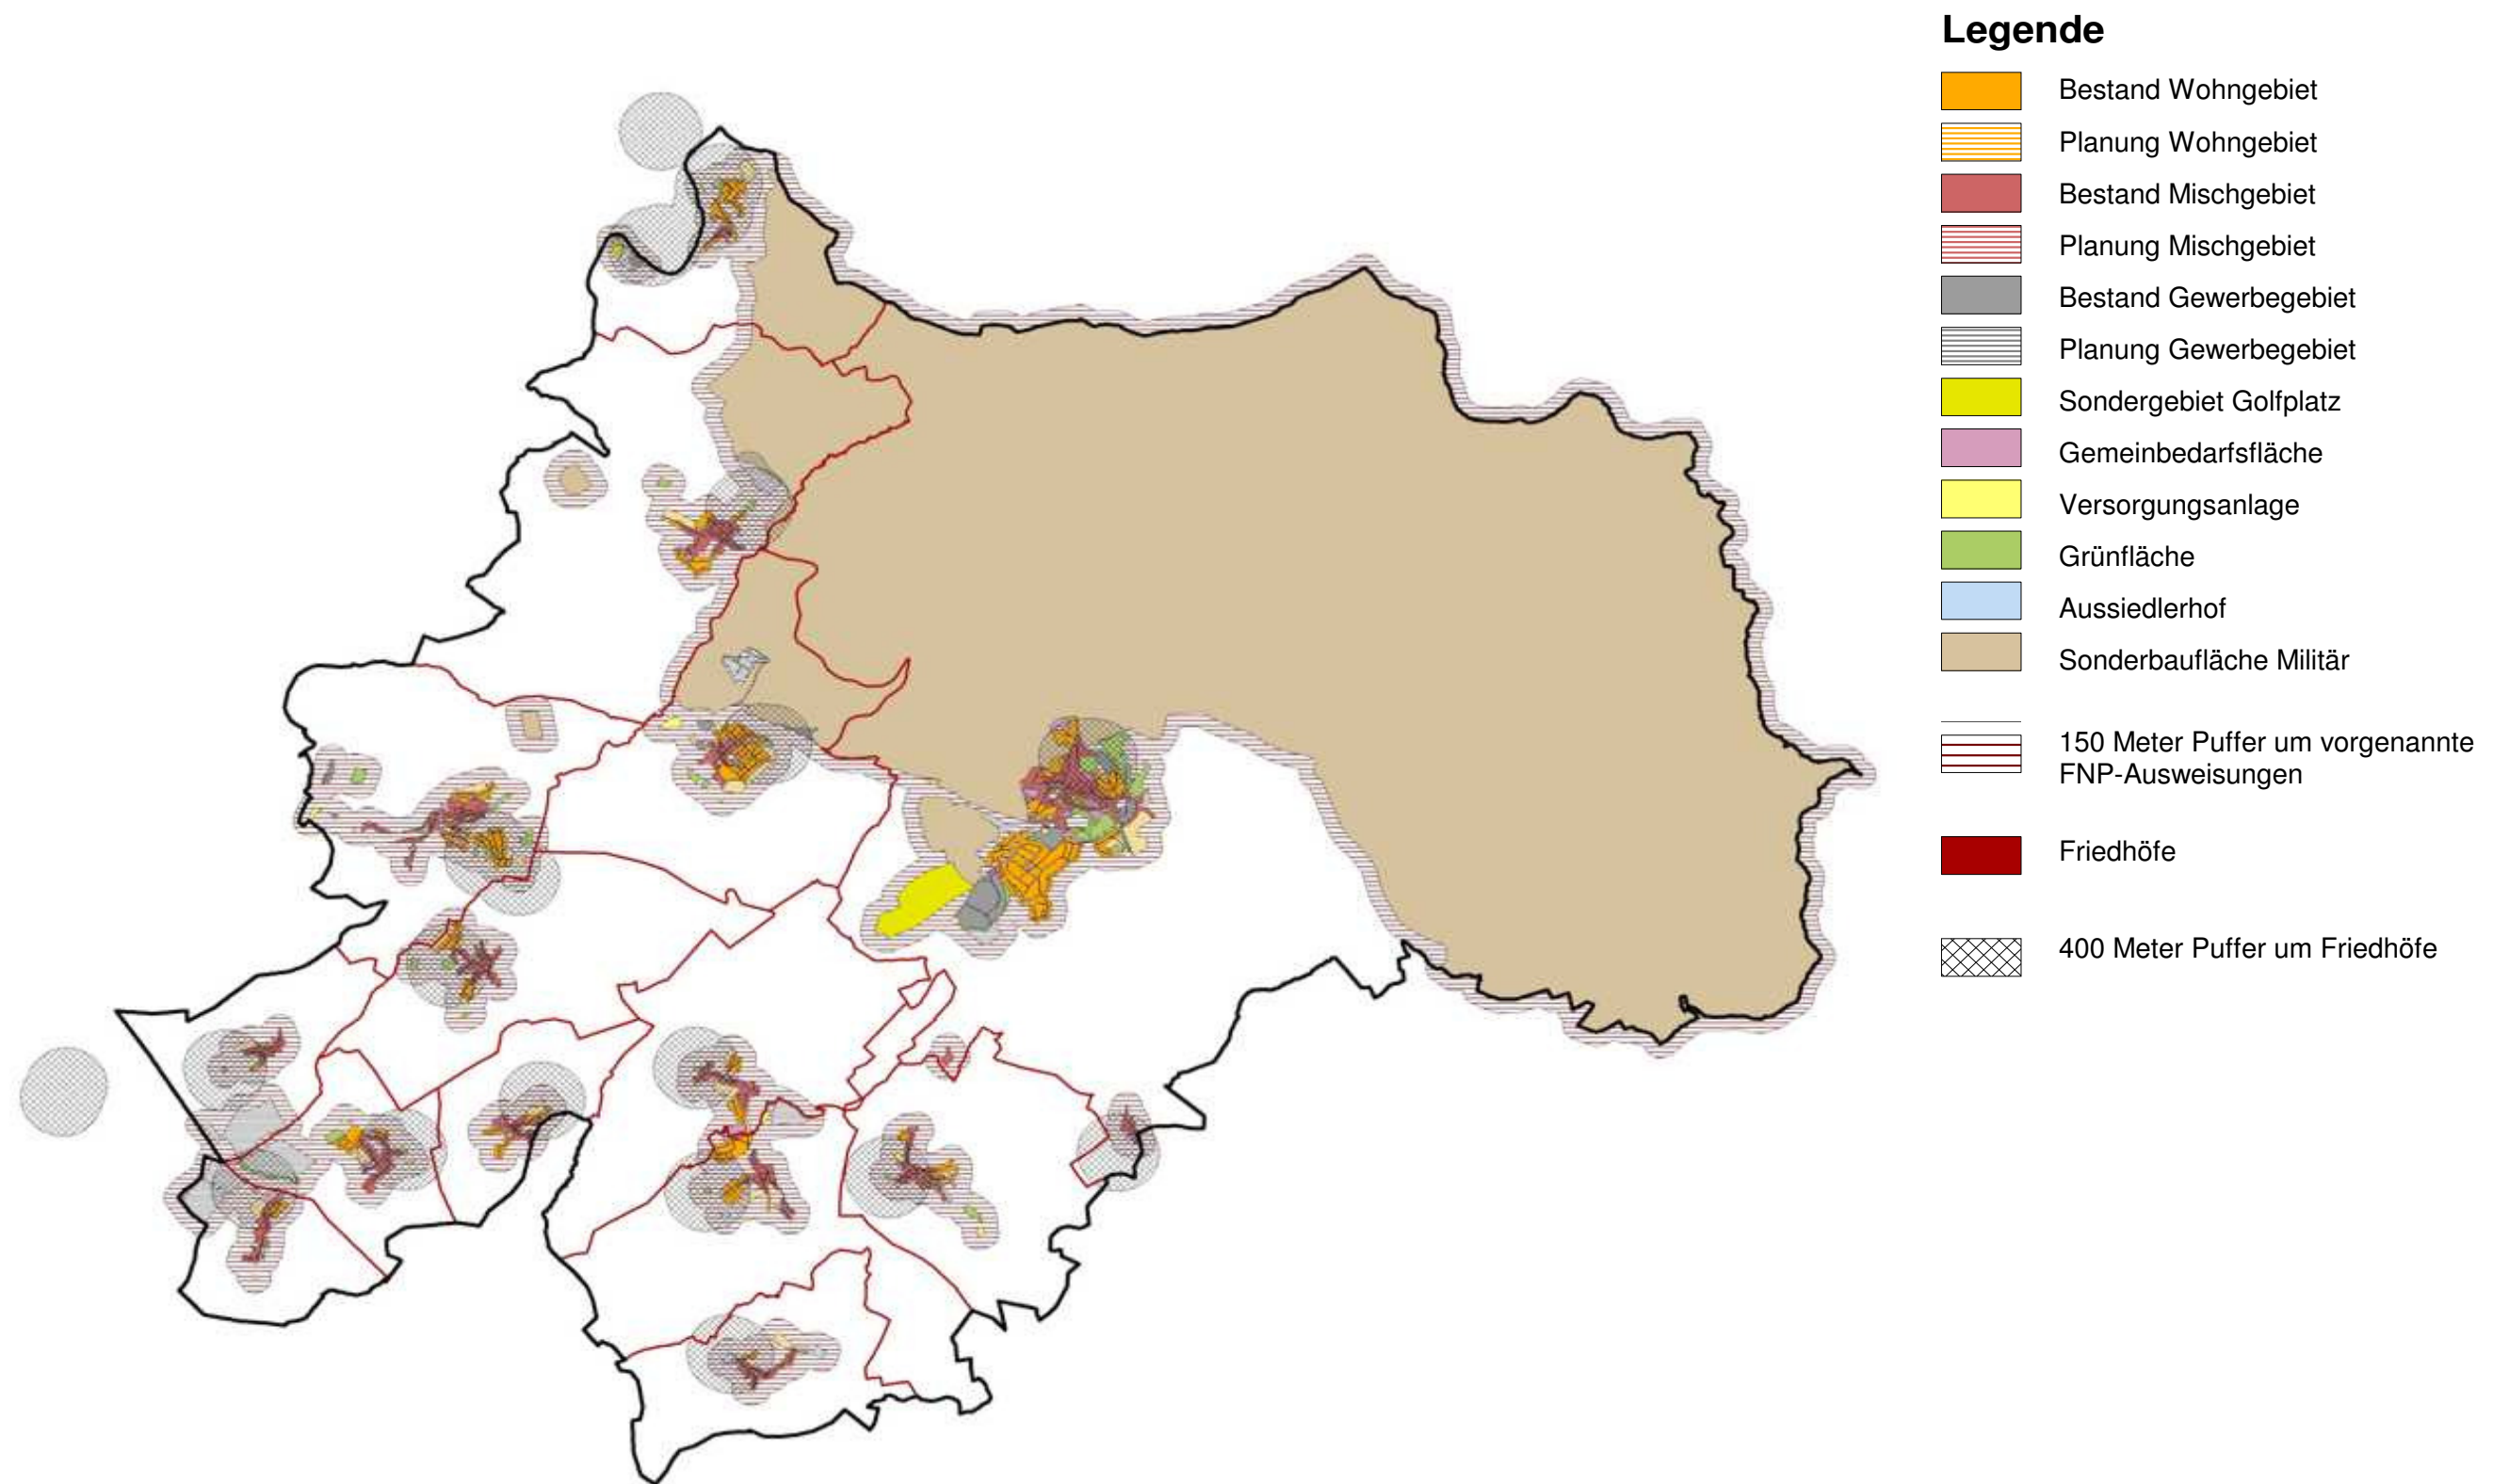 Legende
Bestand Wohngebiet
Planung Wohngebiet
Bestand Mischgebiet
Planung Mischgebiet
Bestand Gewerbegebiet
Planung Gewerbegebiet
Sondergebiet Golfplatz
Gemeinbedarfsfläche
Versorgungsanlage
Grünfläche
Aussiedlerhof
Sonderbaufläche Militär
150 Meter Puffer um vorgenannte
FNP-Ausweisungen
Friedhöfe
400 Meter Puffer um Friedhöfe